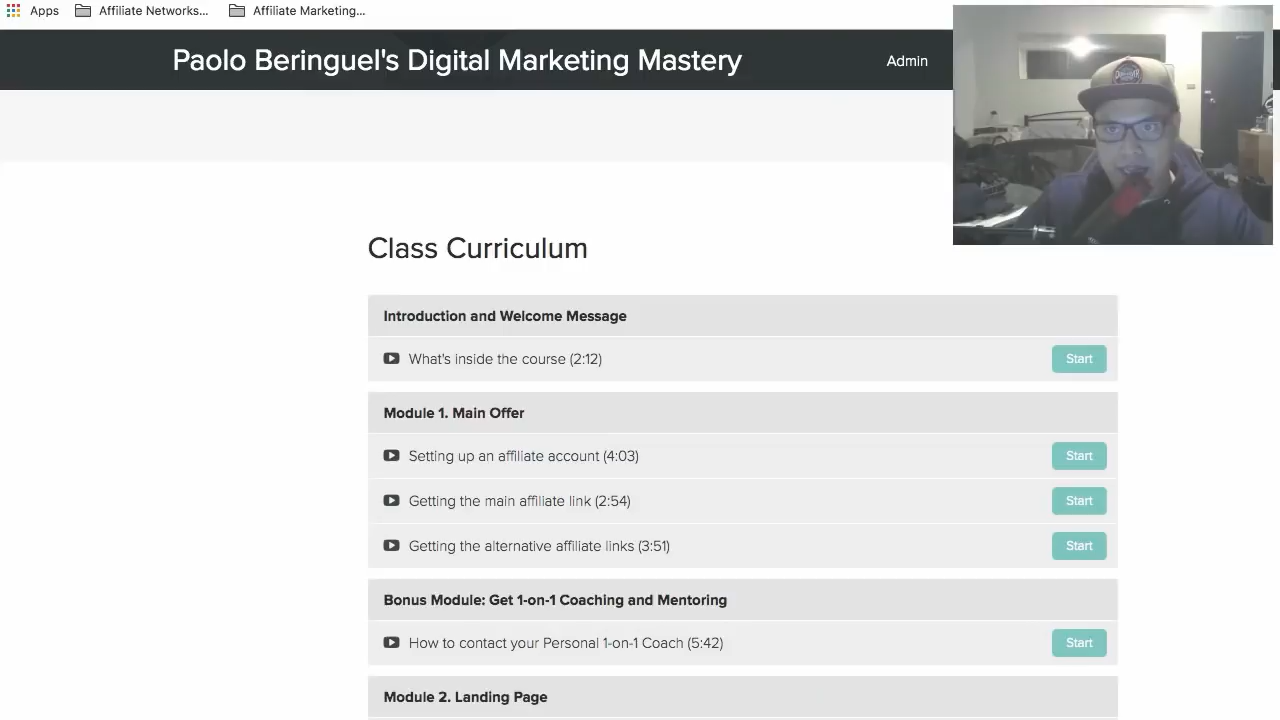 Apps
Affiliate Networks...
Affiliate Marketing...
Paolo Beringuel's Digital Marketing Mastery
Admin
Class Curriculum
Introduction and Welcome Message
What's inside the course (2:12)
Start
Module 1. Main Offer
Setting up an affiliate account (4:03)
Start
Getting the main affiliate link (2:54)
Start
Getting the alternative affiliate links (3:51)
Start
Bonus Module: Get 1-on-1 Coaching and Mentoring
How to contact your Personal 1-on-1 Coach (5:42)
Start
Module 2. Landing Page